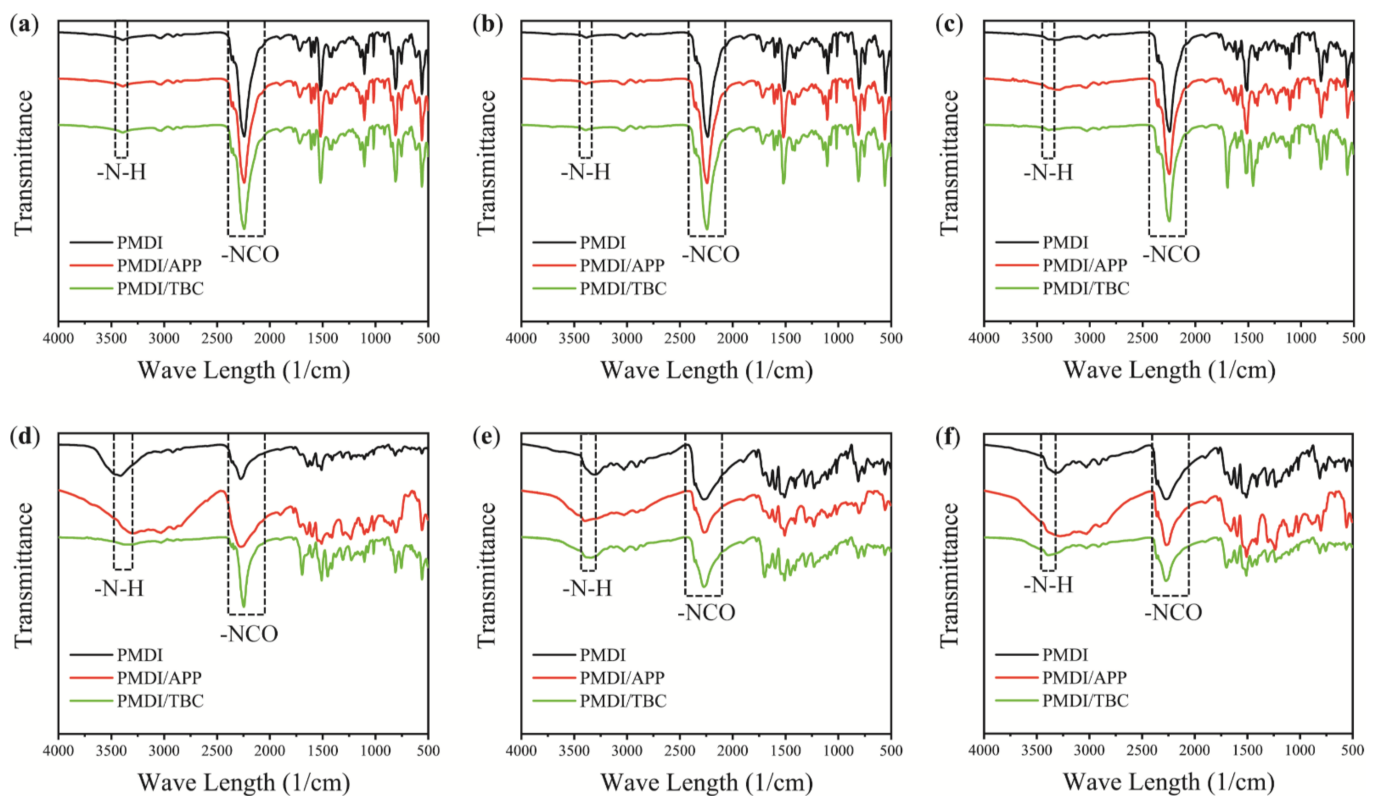 (a)
Transmittance
-N-H
-NCO
PMDI
PMDI/APP
PMDI/TBC
4000 3500 3000 2500 2000 1500 1000 500
Wave Length (1/cm)
(b)
Transmittance
-N-H
-NCO
PMDI
PMDI/APP
PMDI/TBC
4000 3500 3000 2500 2000 1500 1000 500
Wave Length (1/cm)
(c)
Transmittance
-N-H
-NCO
PMDI
PMDI/APP
PMDI/TBC
4000 3500 3000 2500 2000 1500 1000 500
Wave Length (1/cm)
(d)
Transmittance
-N-H
-NCO
PMDI
PMDI/APP
PMDI/TBC
4000 3500 3000 2500 2000 1500 1000 500
Wave Length (1/cm)
(e)
Transmittance
-N-H
-NCO
PMDI
PMDI/APP
PMDI/TBC
4000 3500 3000 2500 2000 1500 1000 500
Wave Length (1/cm)
(f)
Transmittance
-N-H
-NCO
PMDI
PMDI/APP
PMDI/TBC
4000 3500 3000 2500 2000 1500 1000 500
Wave Length (1/cm)